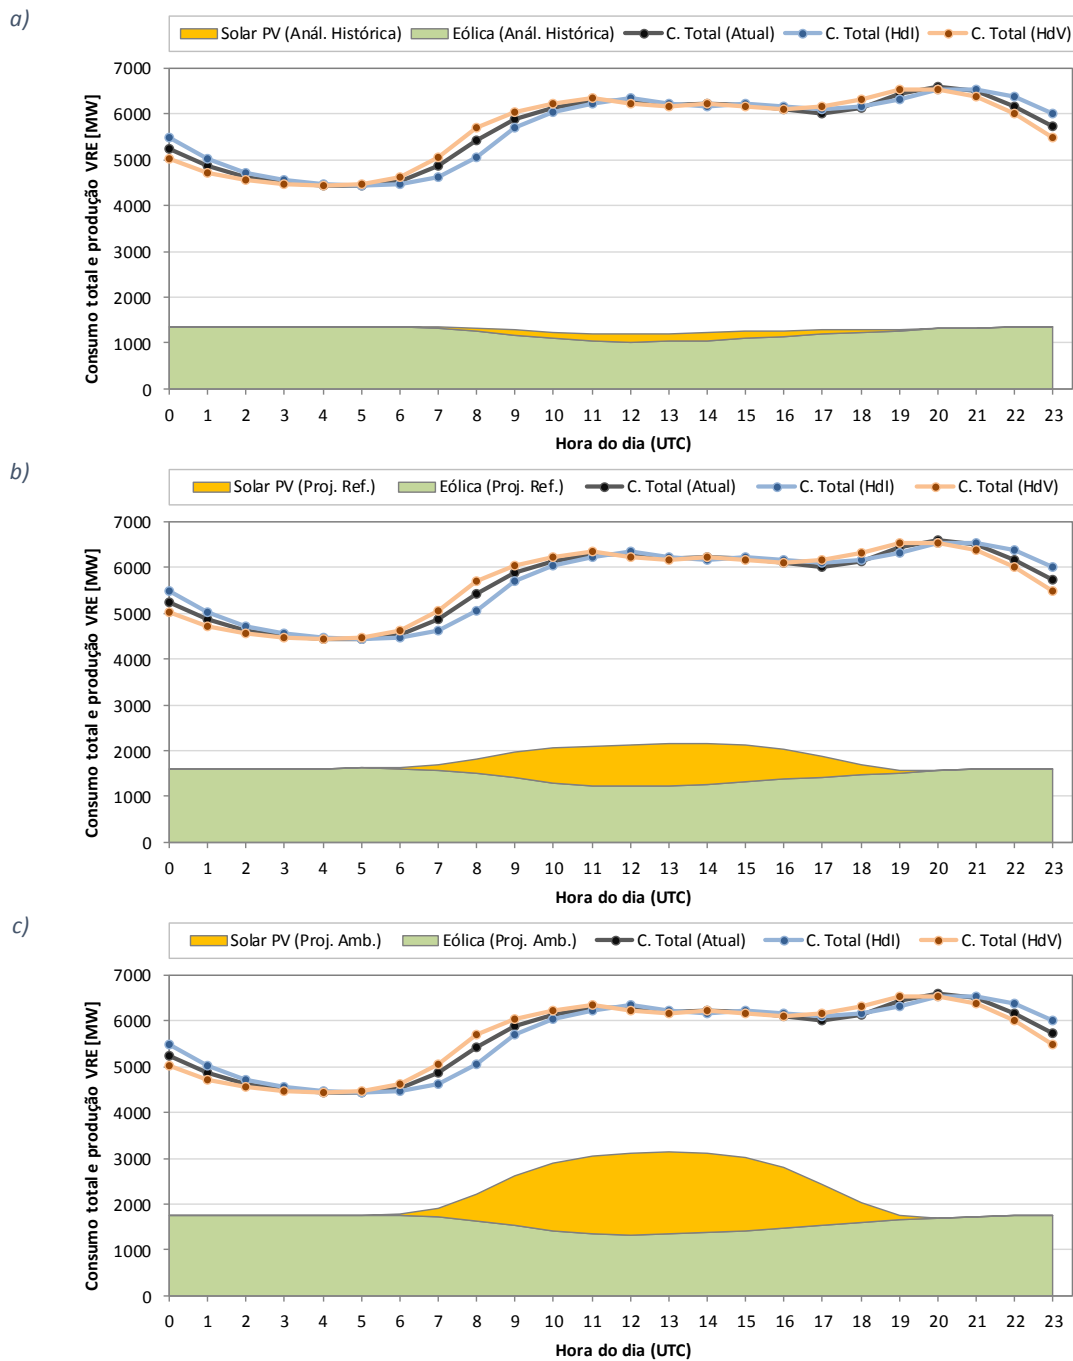 a)
Solar PV (Anál. Histórica) Eólica (Anál. Histórica) C. Total (Atual) C. Total (HdI) C. Total (HdV)
Consumo total e produção VRE [MW]
7000
6000
5000
4000
3000
2000
1000
0
0 1 2 3 4 5 6 7 8 9 10 11 12 13 14 15 16 17 18 19 20 21 22 23
Hora do dia (UTC)
b)
Solar PV (Proj. Ref.) Eólica (Proj. Ref.) C. Total (Atual) C. Total (HdI) C. Total (HdV)
Consumo total e produção VRE [MW]
7000
6000
5000
4000
3000
2000
1000
0
0 1 2 3 4 5 6 7 8 9 10 11 12 13 14 15 16 17 18 19 20 21 22 23
Hora do dia (UTC)
c)
Solar PV (Proj. Amb.) Eólica (Proj. Amb.) C. Total (Atual) C. Total (HdI) C. Total (HdV)
Consumo total e produção VRE [MW]
7000
6000
5000
4000
3000
2000
1000
0
0 1 2 3 4 5 6 7 8 9 10 11 12 13 14 15 16 17 18 19 20 21 22 23
Hora do dia (UTC)